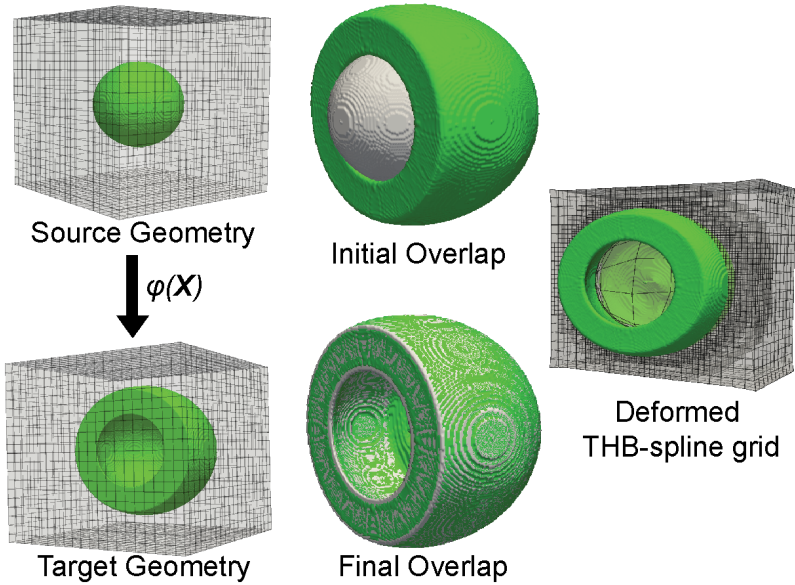 Source Geometry
Initial Overlap
φ(X)
Deformed
THB-spline grid
Target Geometry
Final Overlap